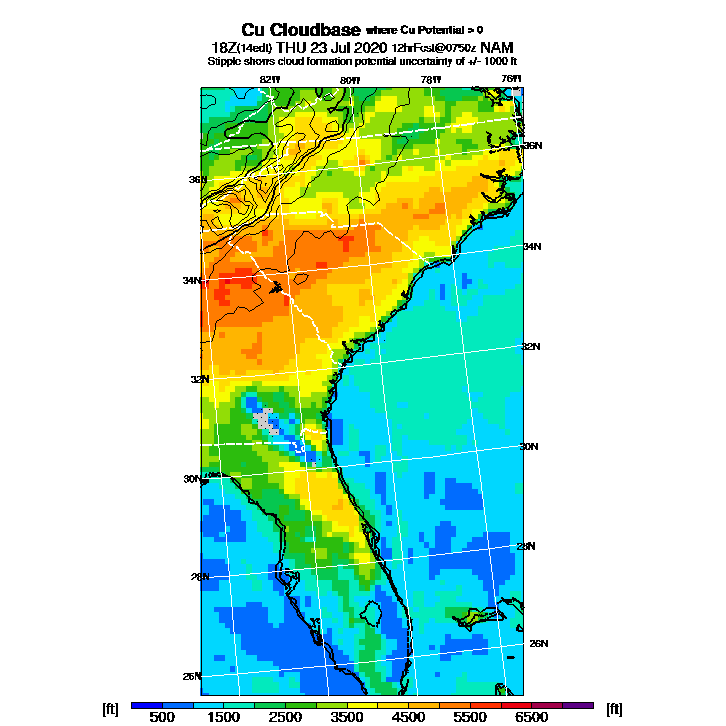 Cu Cloudbase where Cu Potential > 0
18Z(14edt) THU 23 Jul 2020 12hrFcst@0750z NAM
Stipple shows cloud formation potential uncertainty of +/- 1000 ft
82W 80W 78W 76W
36N
36N
34N
34N
32N
32N
30N
30N
28N
28N
26N
26N
[ft] [ft]
500 1500 2500 3500 4500 5500 6500